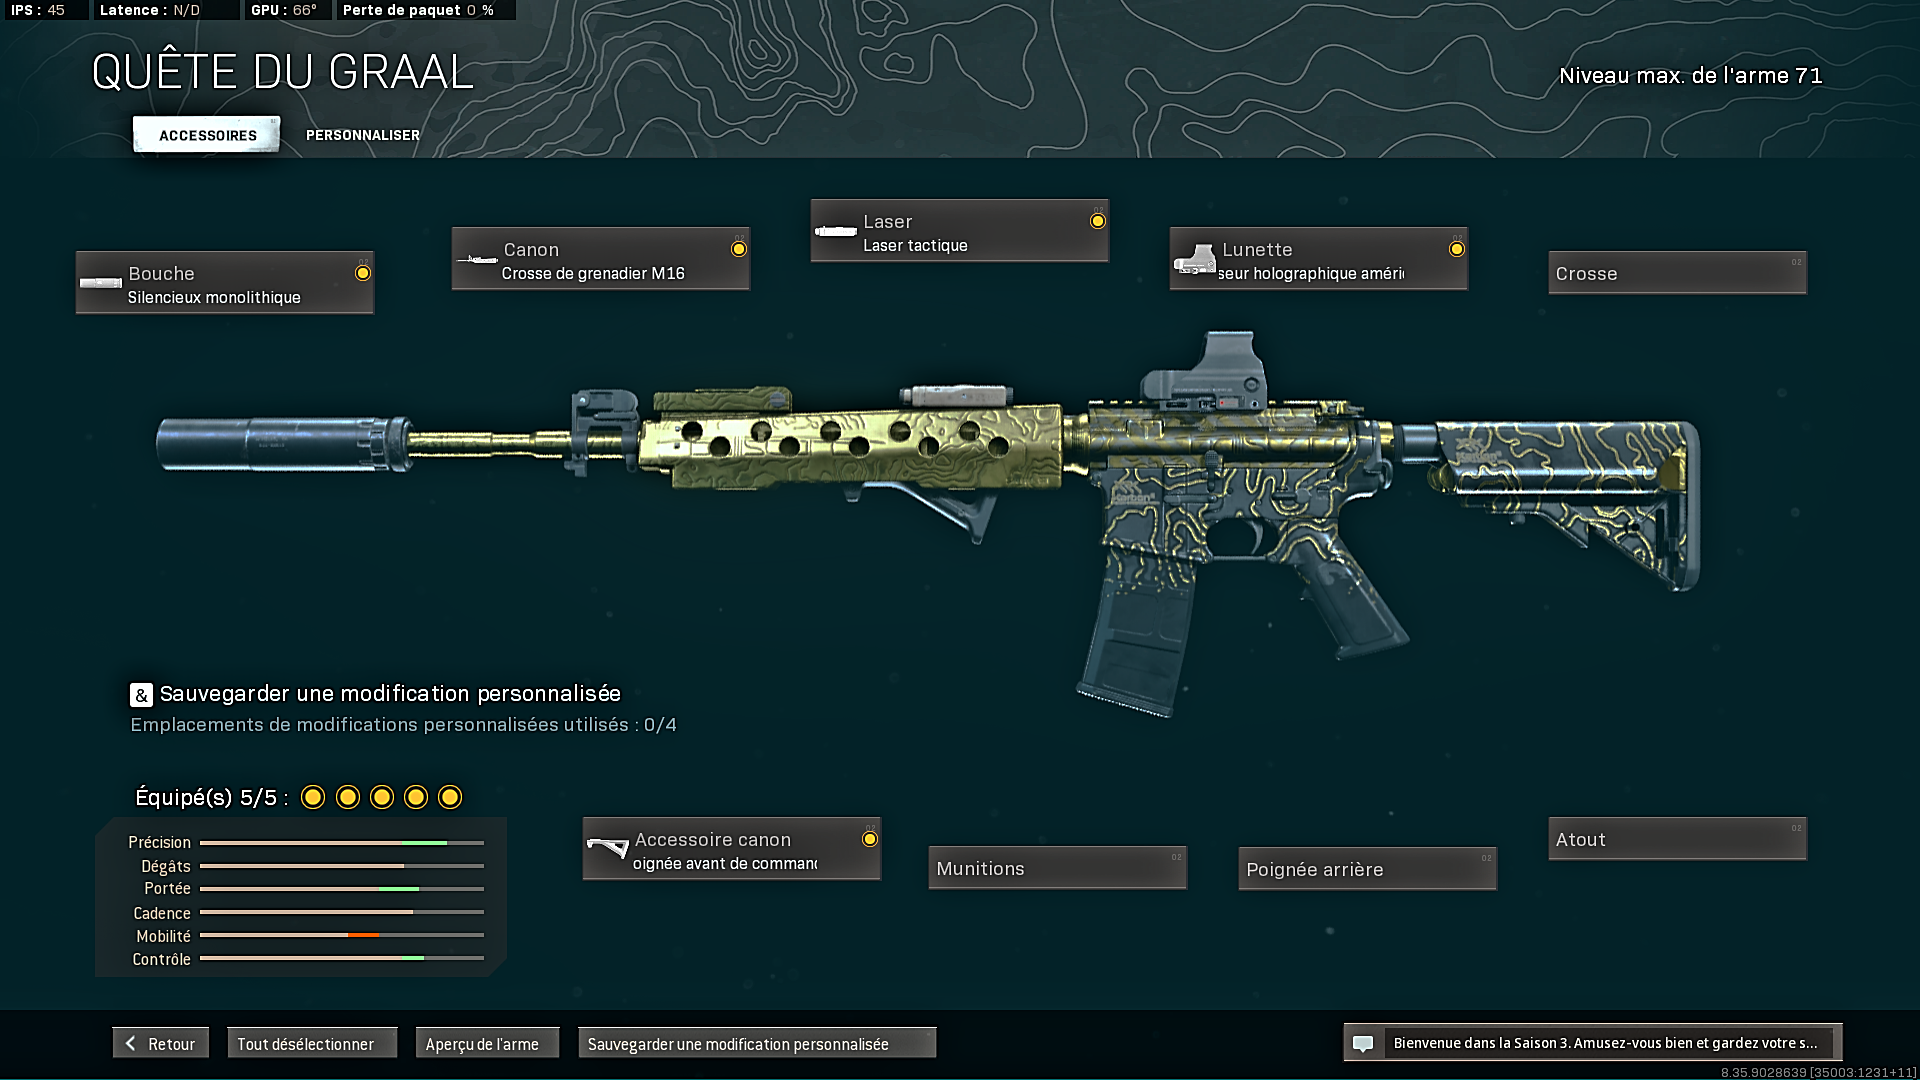 IPS : 45 Latence : N/D GPU : 66° Perte de paquet 0 %
QUÊTE DU GRAAL
Niveau max. de l'arme 71
ACCESSOIRES PERSONNALISER
Laser
Laser tactique
Canon
Crosse de grenadier M16
Lunette
seur holographique améri
Bouche
Silencieux monolithique
Crosse
& Sauvegarder une modification personnalisée
Emplacements de modifications personnalisées utilisés : 0/4
Équipé(s) 5/5 :
Précision
Dégâts
Portée
Cadence
Mobilité
Contrôle
Accessoire canon
oignée avant de command
Munitions
Poignée arrière
Atout
Retour
Tout désélectionner
Aperçu de l'arme
Sauvegarder une modification personnalisée
Bienvenue dans la Saison 3. Amusez-vous bien et gardez votre s...
8.35.9028639 [35003:1231+11]